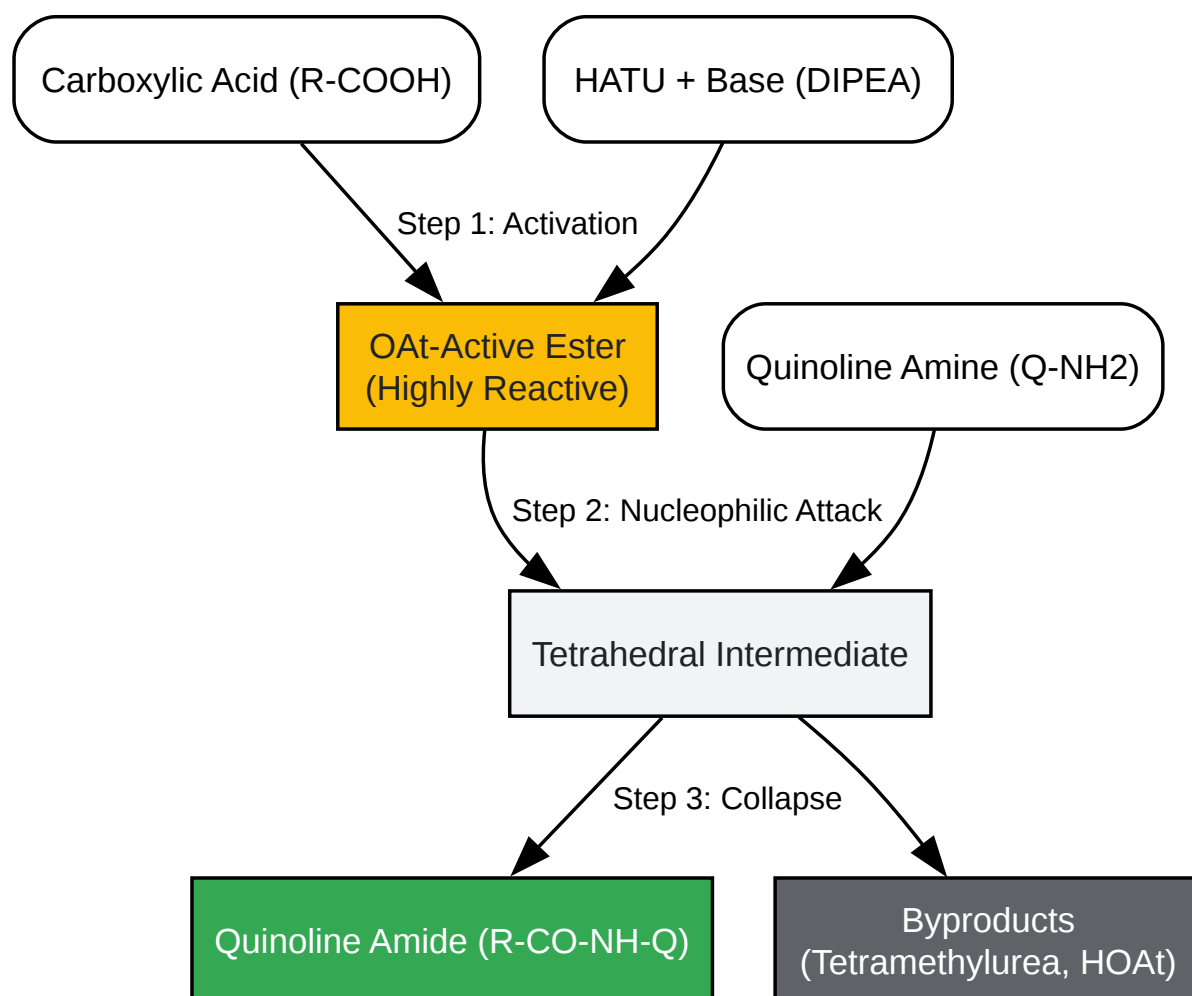 Carboxylic Acid (R-COOH)
HATU + Base (DIPEA)
Step 1: Activation
OAt-Active Ester
(Highly Reactive)
Quinoline Amine (Q-NH2)
Step 2: Nucleophilic Attack
Tetrahedral Intermediate
Step 3: Collapse
Quinoline Amide (R-CO-NH-Q)
Byproducts
(Tetramethylurea, HOAt)